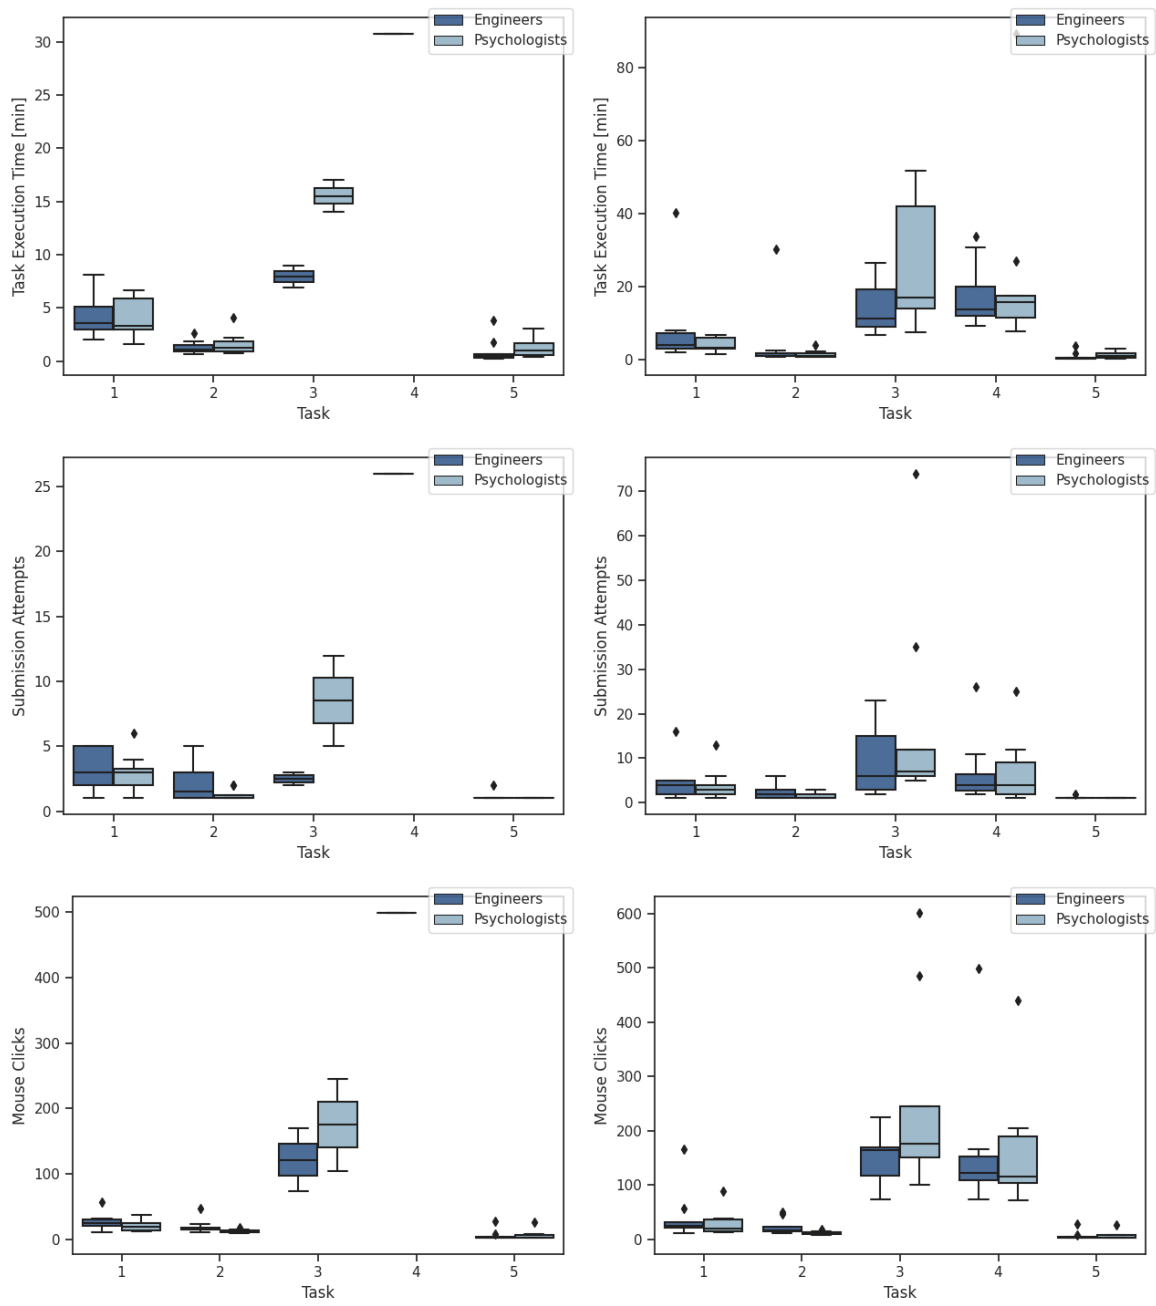 Engineers
Psychologists
Task Execution Time [min]
30
25
20
15
10
5
0
1 2 3 4 5
Task
Engineers
Psychologists
Task Execution Time [min]
80
60
40
20
0
1 2 3 4 5
Task
Engineers
Psychologists
Submission Attempts
25
20
15
10
5
0
1 2 3 4 5
Task
Engineers
Psychologists
Submission Attempts
70
60
50
40
30
20
10
0
1 2 3 4 5
Task
Engineers
Psychologists
Mouse Clicks
500
400
300
200
100
0
1 2 3 4 5
Task
Engineers
Psychologists
Mouse Clicks
600
500
400
300
200
100
0
1 2 3 4 5
Task